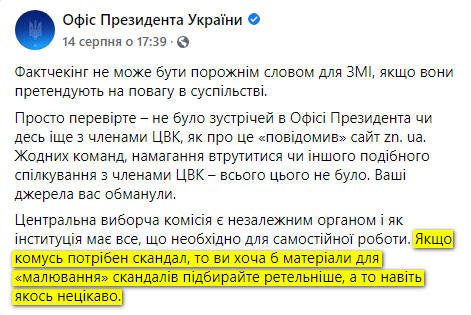 Офіс Президента України
14 серпня о 17:39 ·
Фактчекінг не може бути порожнім словом для ЗМІ, якщо вони
претендують на повагу в суспільстві.
Просто перевірте – не було зустрічей в Офісі Президента чи
десь іще з членами ЦВК, як про це «повідомив» сайт zn. ua.
Жодних команд, намагання втрутитися чи іншого подібного
спілкування з членами ЦВК – всього цього не було. Ваші
джерела вас обманули.
Центральна виборча комісія є незалежним органом і як
інституція має все, що необхідно для самостійної роботи. Якщо
комусь потрібен скандал, то ви хоча б матеріали для
«малювання» скандалів підбирайте ретельніше, а то навіть
якось нецікаво.